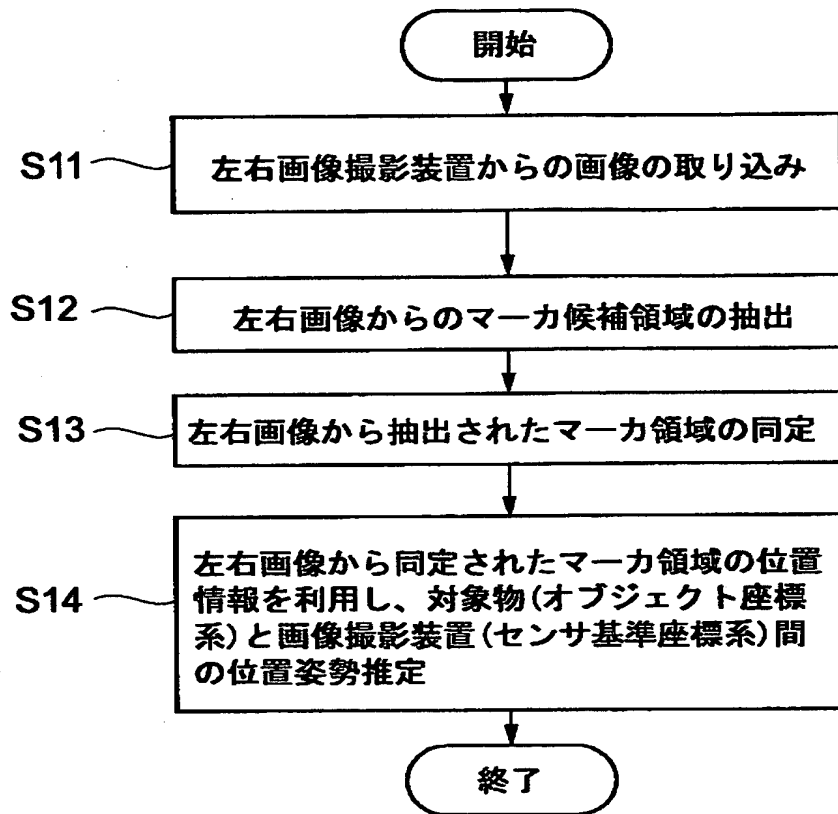 開始
S11
左右画像撮影装置からの画像の取り込み
S12
左右画像からのマーカ候補領域の抽出
S13
左右画像から抽出されたマーカ領域の同定
S14
左右画像から同定されたマーカ領域の位置
情報を利用し、対象物(オブジェクト座標
系)と画像撮影装置(センサ基準座標系)間
の位置姿勢推定
終了